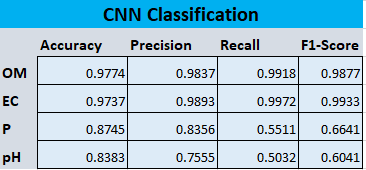 CNN Classification
Accuracy Precision Recall F1-Score
OM 0.9774 0.9837 0.9918 0.9877
EC 0.9737 0.9893 0.9972 0.9933
P 0.8745 0.8356 0.5511 0.6641
pH 0.8383 0.7555 0.5032 0.6041